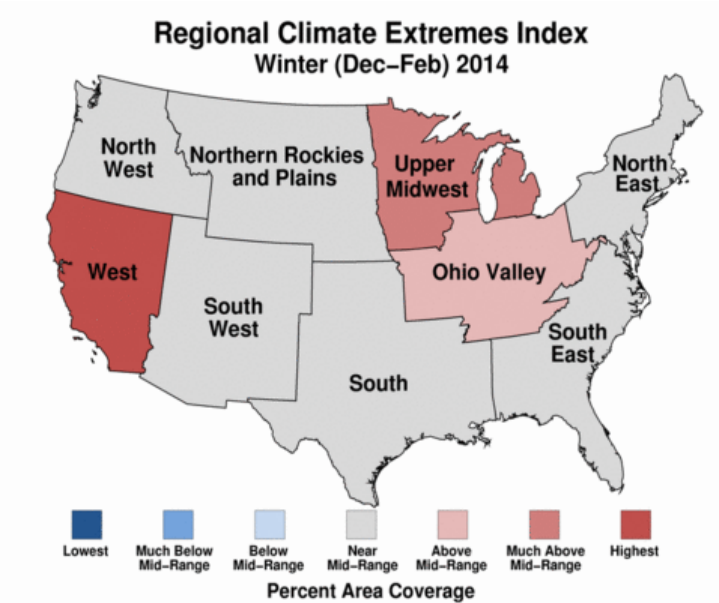 Regional Climate Extremes Index
Winter (Dec–Feb) 2014
North
West
Northern Rockies
and Plains
Upper
Midwest
North
East
West
South
West
Ohio Valley
South
East
South
Lowest
Much Below
Mid–Range
Below
Mid–Range
Near
Mid–Range
Above
Mid–Range
Much Above
Mid–Range
Highest
Percent Area Coverage